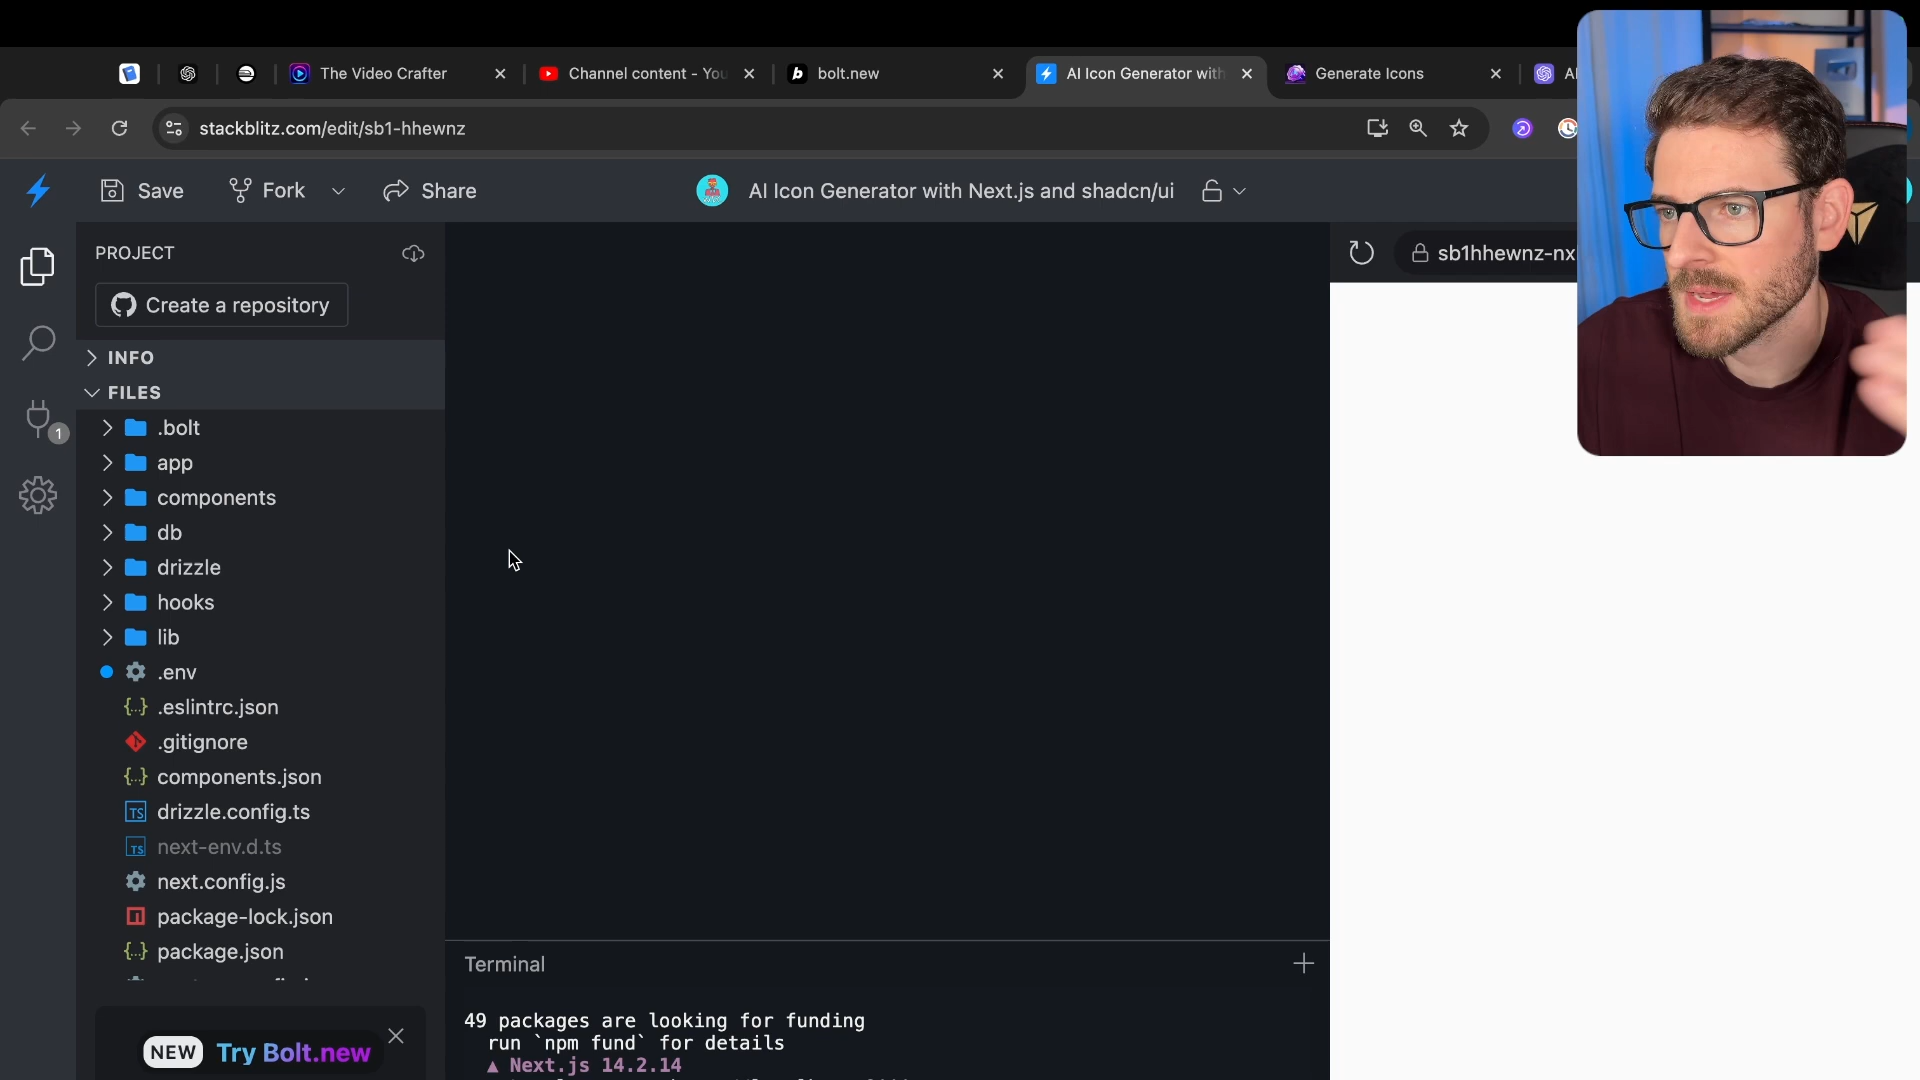 The Video Crafter
Channel content - You
bolt.new
AI Icon Generator with
Generate Icons
stackblitz.com/edit/sb1-hhewnz
Save
Fork
Share
AI Icon Generator with Next.js and shadcn/ui
PROJECT
Create a repository
INFO
FILES
.bolt
app
components
db
drizzle
hooks
lib
.env
.eslintrc.json
.gitignore
components.json
drizzle.config.ts
next-env.d.ts
next.config.js
package-lock.json
package.json
1
NEW Try Bolt.new
Terminal
49 packages are looking for funding
run `npm fund` for details
▲ Next.js 14.2.14
sb1hhewnz-nx